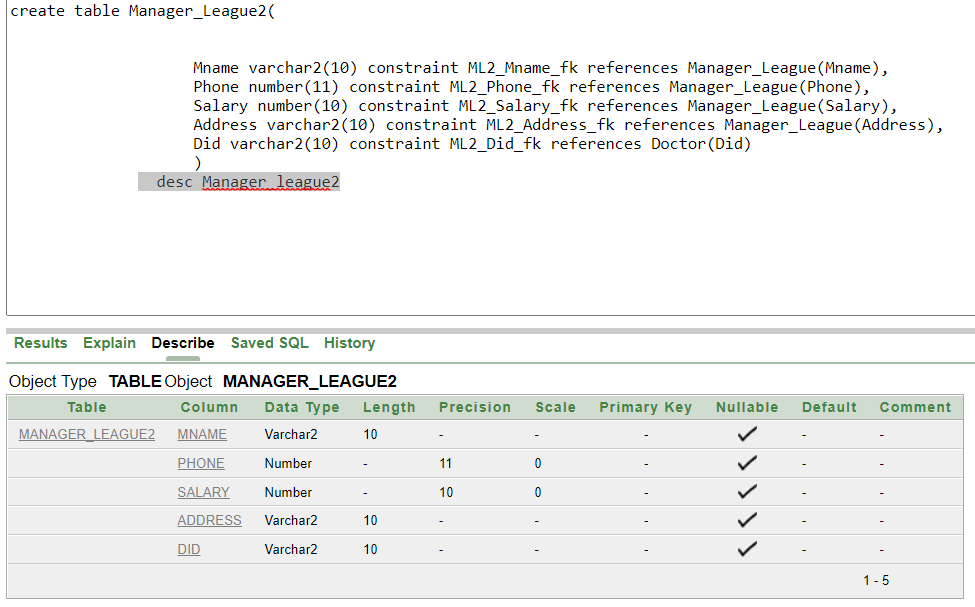 create table Manager_League2(
Mname varchar2(10) constraint ML2_Mname_fk references Manager_League(Mname),
Phone number(11) constraint ML2_Phone_fk references Manager_League(Phone),
Salary number(10) constraint ML2_Salary_fk references Manager_League(Salary),
Address varchar2(10) constraint ML2_Address_fk references Manager_League(Address),
Did varchar2(10) constraint ML2_Did_fk references Doctor(Did)
)
desc Manager_league2
Results Explain Describe Saved SQL History
Object Type TABLE Object MANAGER_LEAGUE2
Table Column Data Type Length Precision Scale Primary Key Nullable Default Comment
MANAGER_LEAGUE2 MNAME Varchar2 10 - - - ✓ - -
PHONE Number - 11 0 - ✓ - -
SALARY Number - 10 0 - ✓ - -
ADDRESS Varchar2 10 - - - ✓ - -
DID Varchar2 10 - - - ✓ - -
1 - 5